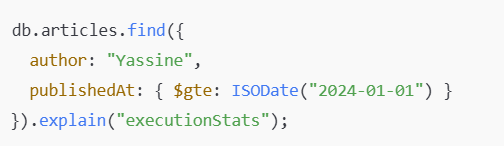 db.articles.find({
  author: "Yassine",
  publishedAt: { $gte: ISODate("2024-01-01") }
}).explain("executionStats");